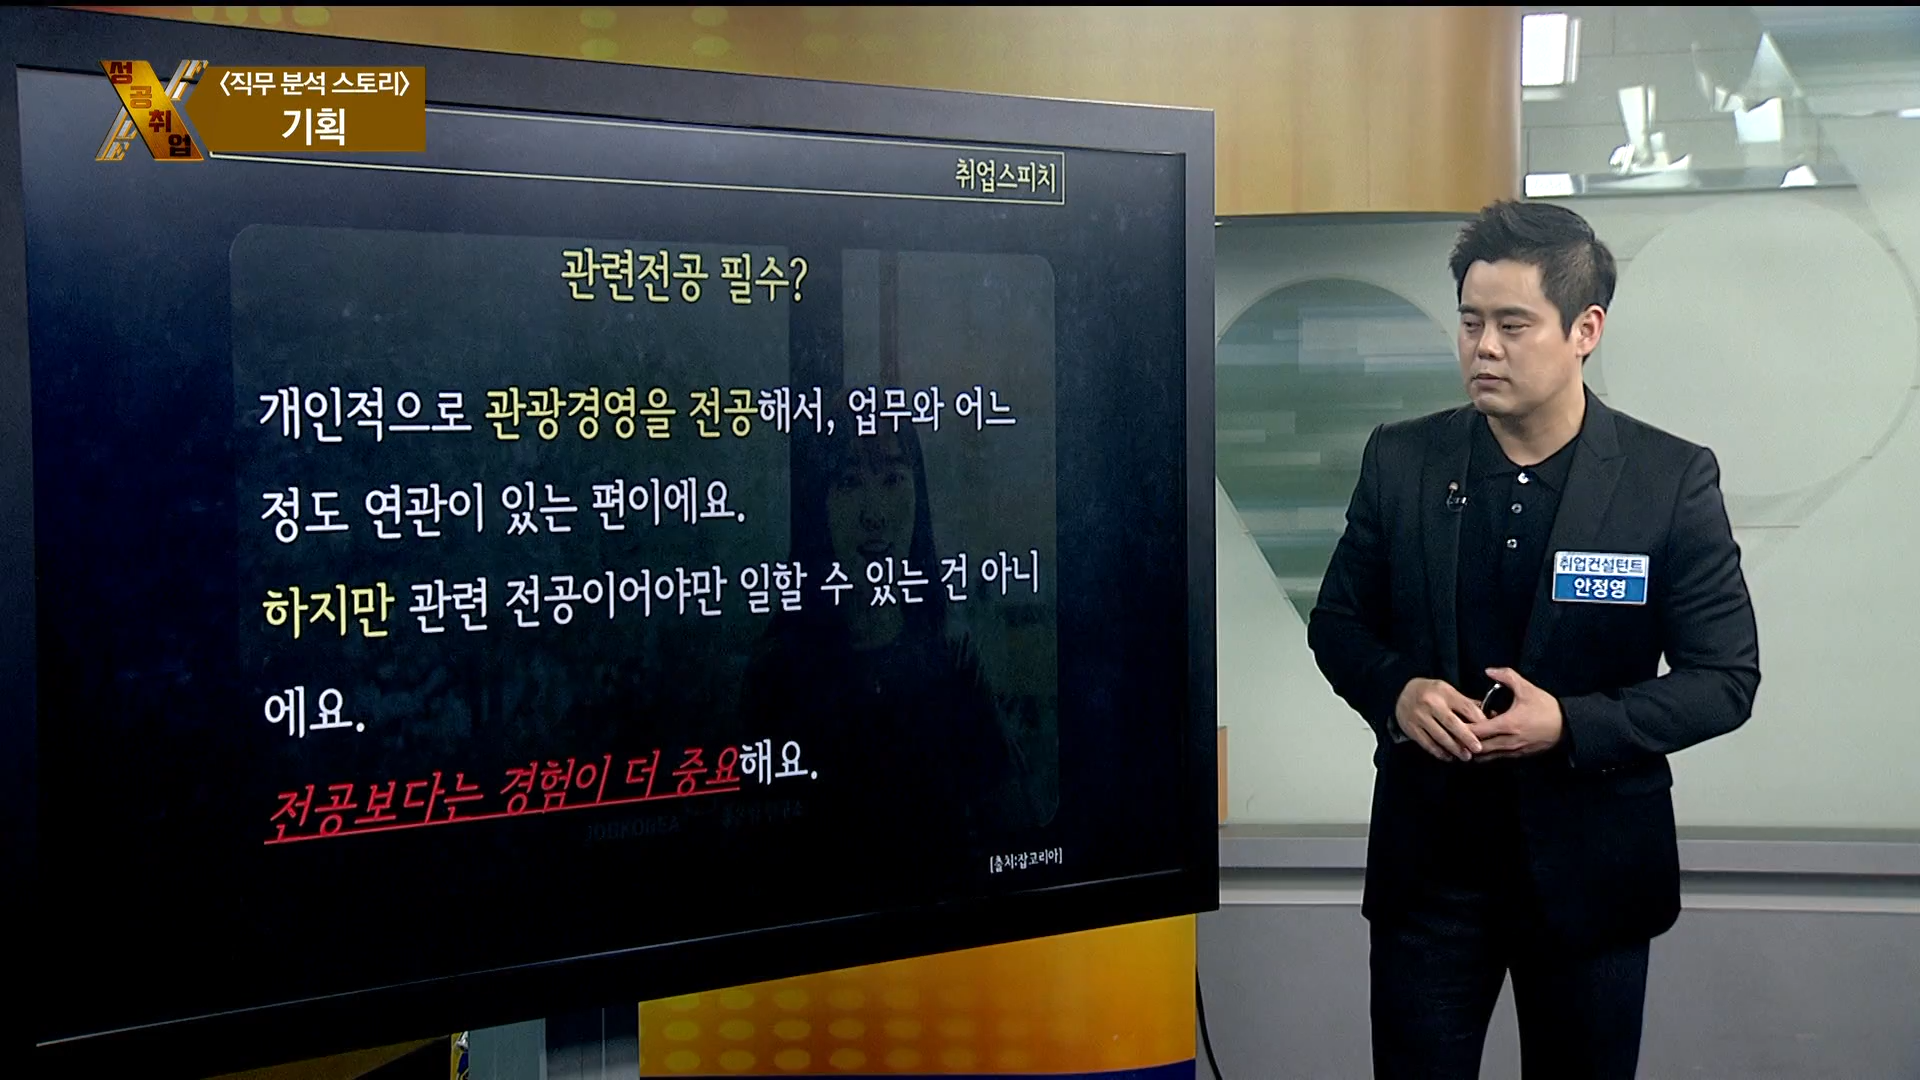 성공취업
FILE
<직무 분석 스토리>
기획
취업스피치
관련전공 필수?
개인적으로 관광경영을 전공해서, 업무와 어느
정도 연관이 있는 편이에요.
하지만 관련 전공이어야만 일할 수 있는 건 아니
에요.
전공보다는 경험이 더 중요해요.
[출처:잡코리아]
취업컨설턴트
안정영